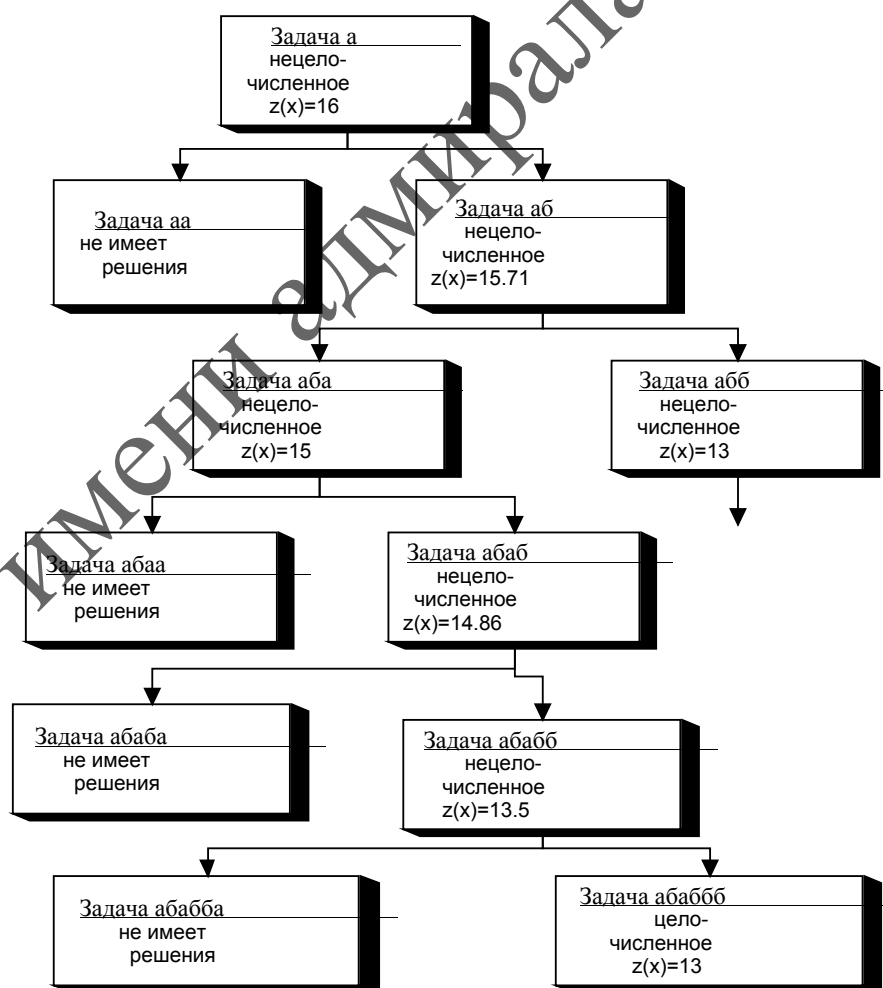 Задача а
нецело-
численное
z(x)=16
Задача аа
не имеет
решения
Задача аб
нецело-
численное
z(x)=15.71
Задача аба
нецело-
численное
z(x)=15
Задача абб
нецело-
численное
z(x)=13
Задача абаа
не имеет
решения
Задача абаб
нецело-
численное
z(x)=14.86
Задача абаба
не имеет
решения
Задача абабб
нецело-
численное
z(x)=13.5
Задача абабба
не имеет
решения
Задача абаббб
цело-
численное
z(x)=13
имени адмирала